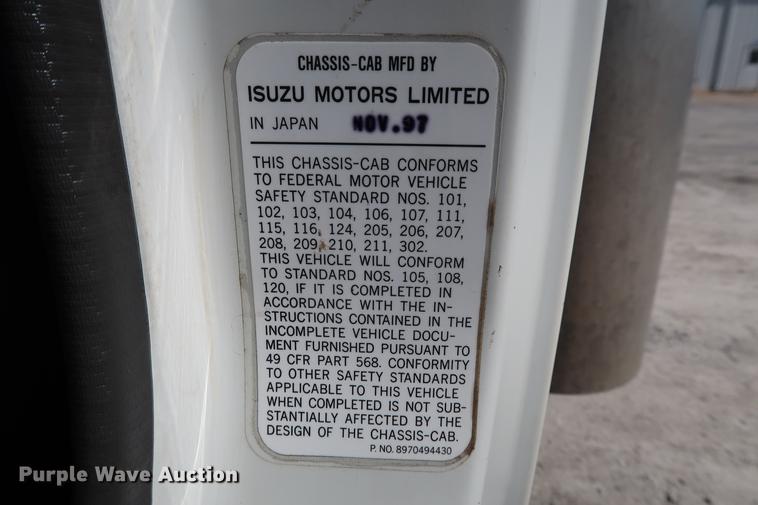 CHASSIS-CAB MFD BY
ISUZU MOTORS LIMITED
IN JAPAN NOV.97
THIS CHASSIS-CAB CONFORMS
TO FEDERAL MOTOR VEHICLE
SAFETY STANDARD NOS. 101,
102, 103, 104, 106, 107, 111,
115, 116, 124, 205, 206, 207,
208, 209, 210, 211, 302.
THIS VEHICLE WILL CONFORM
TO STANDARD NOS. 105, 108,
120, IF IT IS COMPLETED IN
ACCORDANCE WITH THE IN-
STRUCTIONS CONTAINED IN THE
INCOMPLETE VEHICLE DOCU-
MENT FURNISHED PURSUANT TO
49 CFR PART 568. CONFORMITY
TO OTHER SAFETY STANDARDS
APPLICABLE TO THIS VEHICLE
WHEN COMPLETED IS NOT SUB-
STANTIALLY AFFECTED BY THE
DESIGN OF THE CHASSIS-CAB.
P. NO. 8970494430
Purple Wave Auction